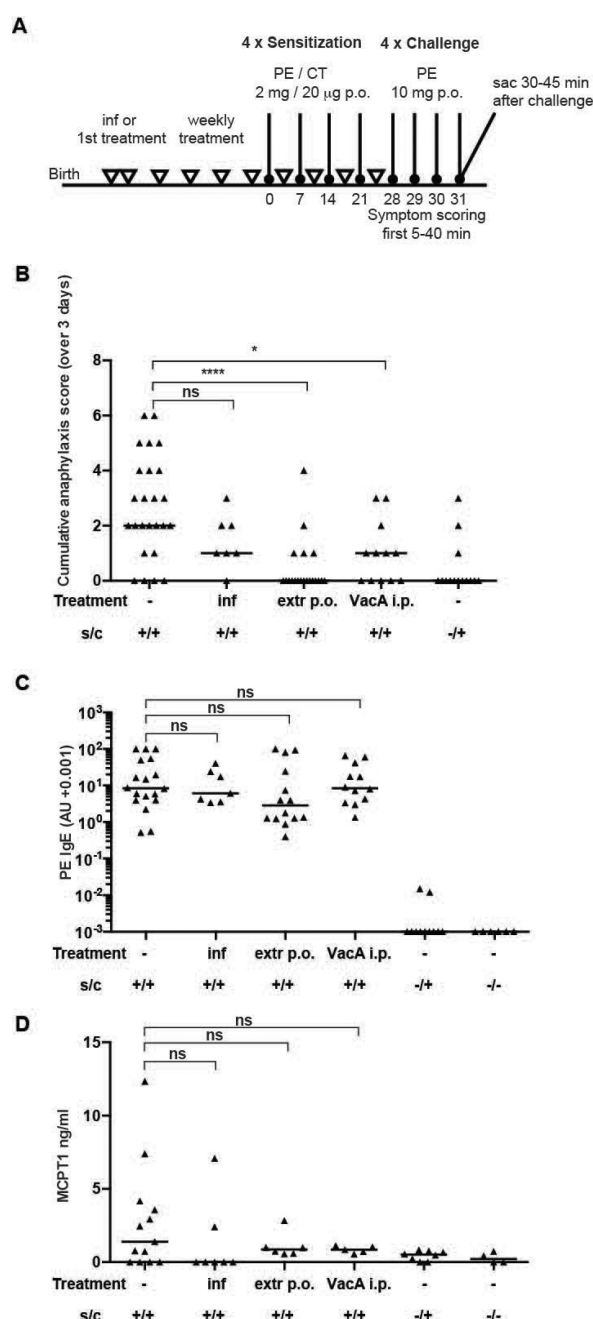 A
4 x Sensitization 4 x Challenge
PE / CT PE
2 mg / 20 µg p.o. 10 mg p.o.
sac 30-45 min
after challenge
inf or
1st treatment
weekly
treatment
Birth
0 7 14 21 28 29 30 31
Symptom scoring
first 5-40 min
B
Cumulative anaphylaxis score (over 3 days)
*
****
ns
8
6
4
2
0
Treatment - inf extr p.o. VacA i.p. -
s/c +/+ +/+ +/+ +/+ -/+
C
PE IgE (AU +0.001)
ns
ns
ns
10³
10²
10¹
10⁰
10⁻¹
10⁻²
10⁻³
Treatment - inf extr p.o. VacA i.p. - -
s/c +/+ +/+ +/+ +/+ -/+ -/-
D
MCPT1 ng/ml
ns
ns
ns
15
10
5
0
Treatment - inf extr p.o. VacA i.p. - -
s/c +/+ +/+ +/+ +/+ -/+ -/-